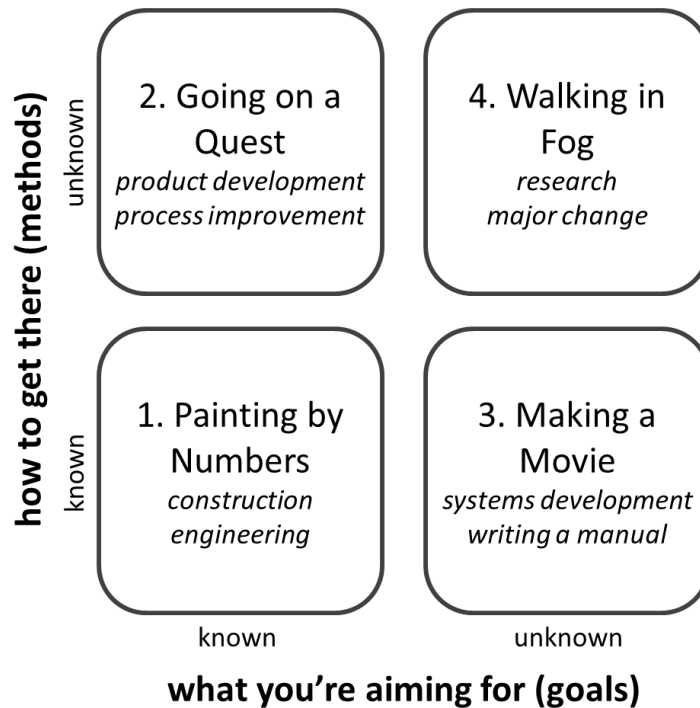 how to get there (methods)
unknown
known
2. Going on a
Quest
product development
process improvement
4. Walking in
Fog
research
major change
1. Painting by
Numbers
construction
engineering
3. Making a
Movie
systems development
writing a manual
known
unknown
what you’re aiming for (goals)